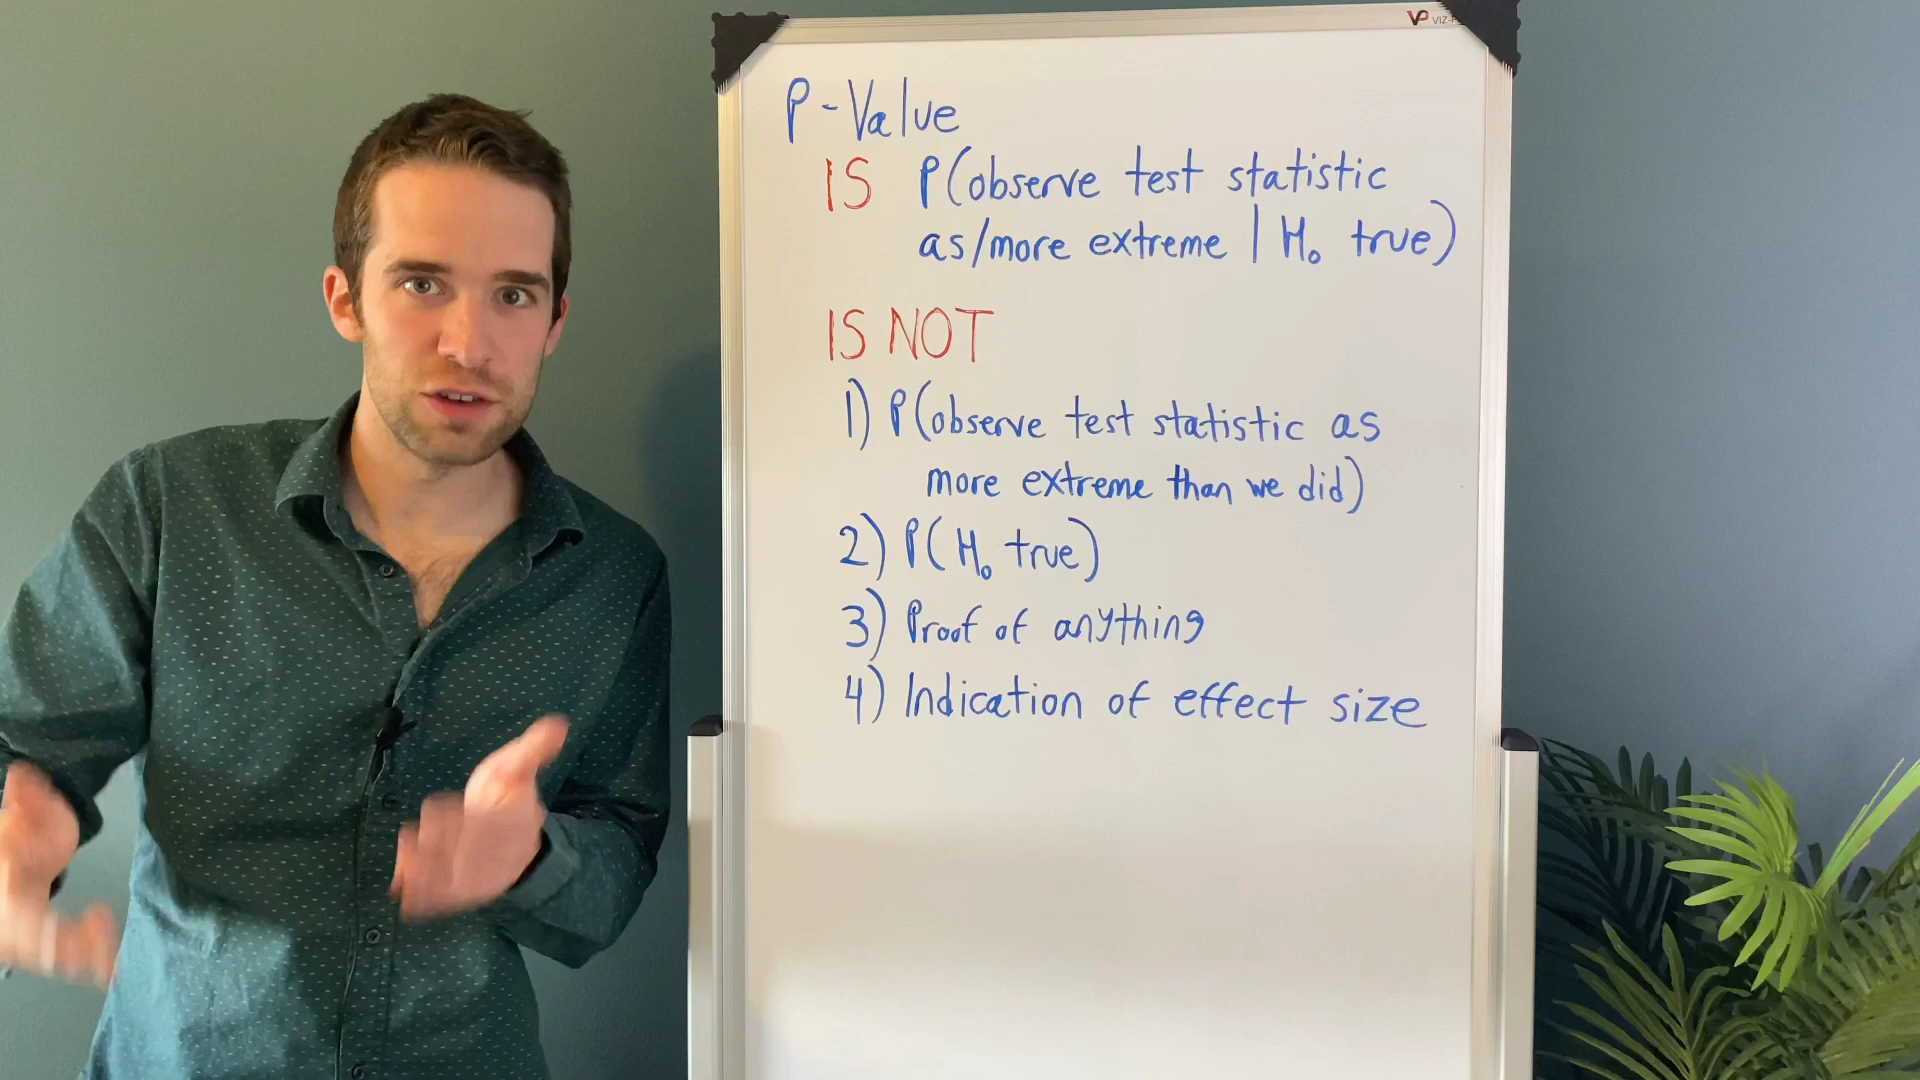 VIZ-P
P-Value
IS P(observe test statistic
as/more extreme | H₀ true)
IS NOT
1) P(observe test statistic as
more extreme than we did)
2) P(H₀ true)
3) Proof of anything
4) Indication of effect size